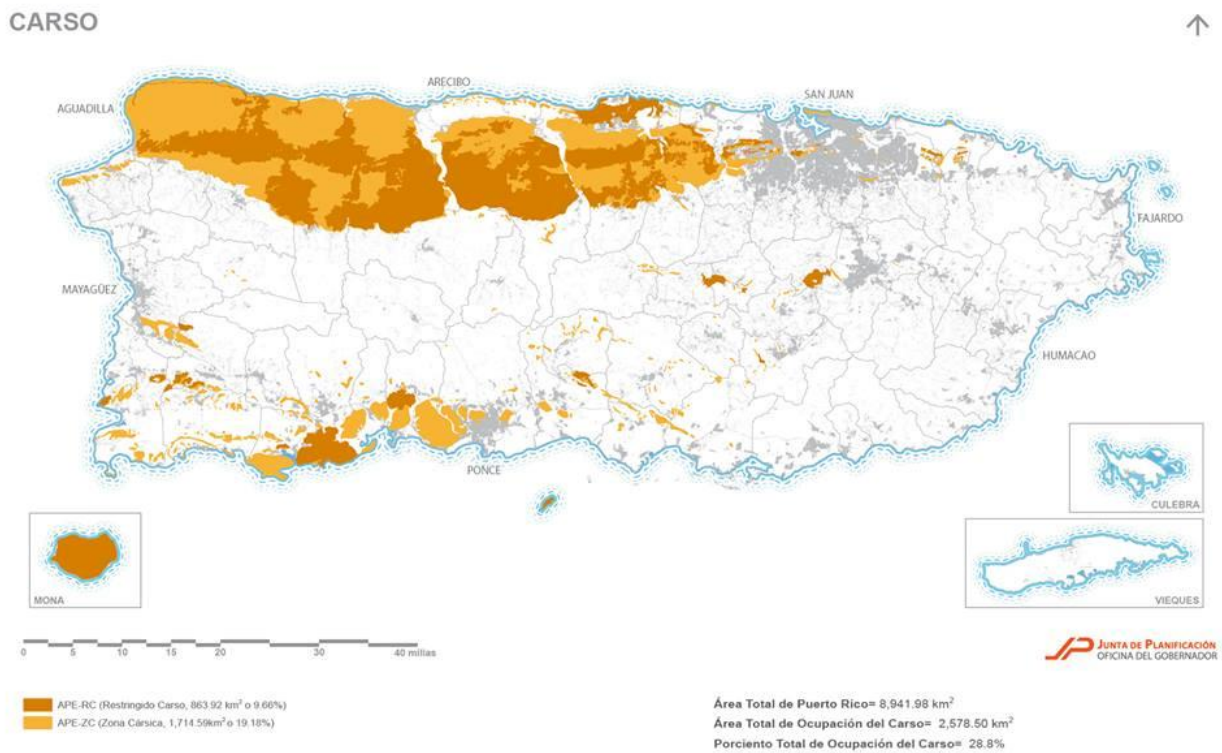 CARSO
AGUADILLA
ARECIBO
SAN JUAN
FAJARDO
MAYAGÜEZ
HUMACAO
PONCE
CULEBRA
MONA
VIEQUES
0 5 10 15 20 30 40 millas
JP JUNTA DE PLANIFICACIÓN
OFICINA DEL GOBERNADOR
APE-RC (Restringido Carso, 863.92 km² o 9.66%)
APE-ZC (Zona Cársica, 1,714.59km² o 19.18%)
Área Total de Puerto Rico= 8,941.98 km²
Área Total de Ocupación del Carso= 2,578.50 km²
Porciento Total de Ocupación del Carso= 28.8%